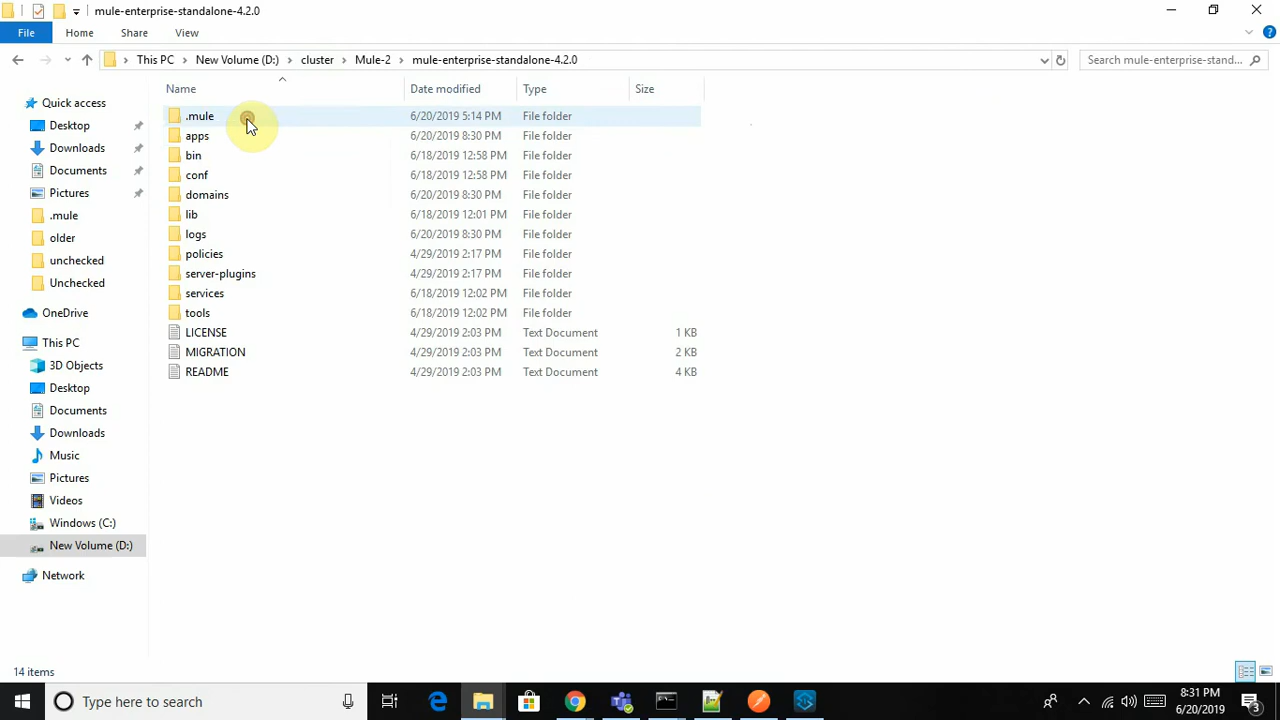 mule-enterprise-standalone-4.2.0
File Home Share View
This PC New Volume (D:) cluster Mule-2 mule-enterprise-standalone-4.2.0 Search mule-enterprise-stand...
Name Date modified Type Size
Quick access
Desktop
Downloads
Documents
Pictures
.mule
older
unchecked
Unchecked
OneDrive
This PC
3D Objects
Desktop
Documents
Downloads
Music
Pictures
Videos
Windows (C:)
New Volume (D:)
Network
.mule 6/20/2019 5:14 PM File folder
apps 6/20/2019 8:30 PM File folder
bin 6/18/2019 12:58 PM File folder
conf 6/18/2019 12:58 PM File folder
domains 6/20/2019 8:30 PM File folder
lib 6/18/2019 12:01 PM File folder
logs 6/20/2019 8:30 PM File folder
policies 4/29/2019 2:17 PM File folder
server-plugins 4/29/2019 2:17 PM File folder
services 6/18/2019 12:02 PM File folder
tools 6/18/2019 12:02 PM File folder
LICENSE 4/29/2019 2:03 PM Text Document 1 KB
MIGRATION 4/29/2019 2:03 PM Text Document 2 KB
README 4/29/2019 2:03 PM Text Document 4 KB
14 items
Type here to search
8:31 PM
6/20/2019
3